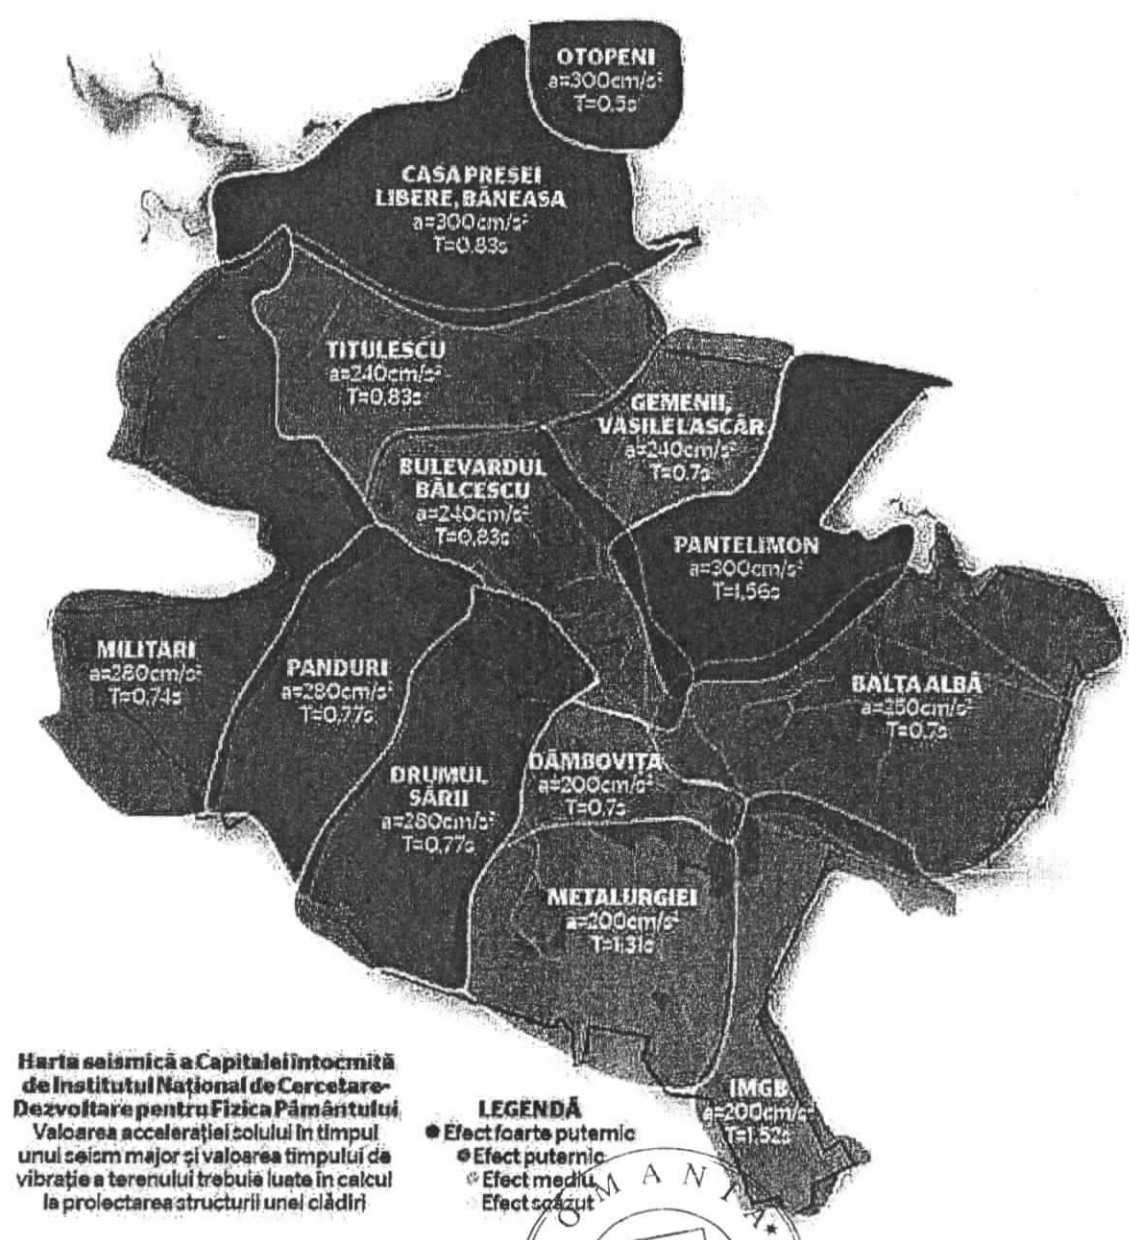 OTOPENI
a=300cm/s²
T=0,5s
CASA PRESEI
LIBERE, BĂNEASA
a=300cm/s²
T=0,83s
TITULESCU
a=240cm/s²
T=0,83s
GEMENII,
VASILE LASCĂR
a=240cm/s²
T=0,7s
BULEVARDUL
BĂLCESCU
a=240cm/s²
T=0,83s
PANTELIMON
a=300cm/s²
T=1,56s
MILITARI
a=280cm/s²
T=0,74s
PANDURI
a=280cm/s²
T=0,77s
BALTA ALBĂ
a=250cm/s²
T=0,7s
DRUMUL
SĂRII
a=280cm/s²
T=0,77s
DÂMBOVIȚA
a=200cm/s²
T=0,7s
METALURGIEI
a=200cm/s²
T=1,31s
IMGB
a=200cm/s²
T=1,52s
Harta seismică a Capitalei întocmită
de Institutul Național de Cercetare-
Dezvoltare pentru Fizica Pământului
Valoarea accelerației solului în timpul
unui seism major și valoarea timpului de
vibrație a terenului trebuie luate în calcul
la proiectarea structurii unei clădiri
LEGENDĂ
Efect foarte puternic
Efect puternic
Efect mediu
Efect scăzut
OMANIA